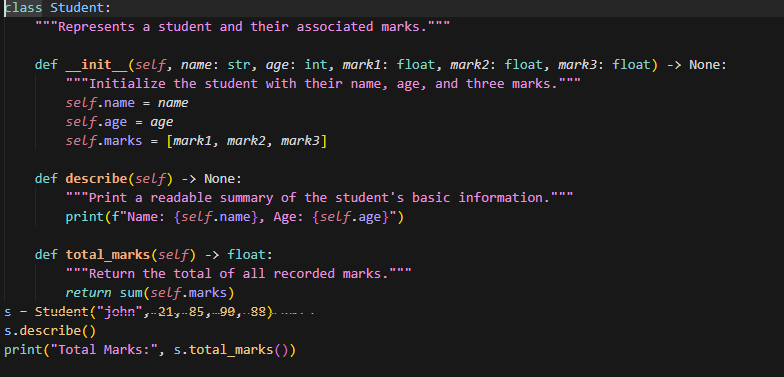 class Student:
    """Represents a student and their associated marks."""

    def __init__(self, name: str, age: int, mark1: float, mark2: float, mark3: float) -> None:
        """Initialize the student with their name, age, and three marks."""
        self.name = name
        self.age = age
        self.marks = [mark1, mark2, mark3]

    def describe(self) -> None:
        """Print a readable summary of the student's basic information."""
        print(f"Name: {self.name}, Age: {self.age}")

    def total_marks(self) -> float:
        """Return the total of all recorded marks."""
        return sum(self.marks)
s = Student("john", 21, 85, 90, 88)
s.describe()
print("Total Marks:", s.total_marks())